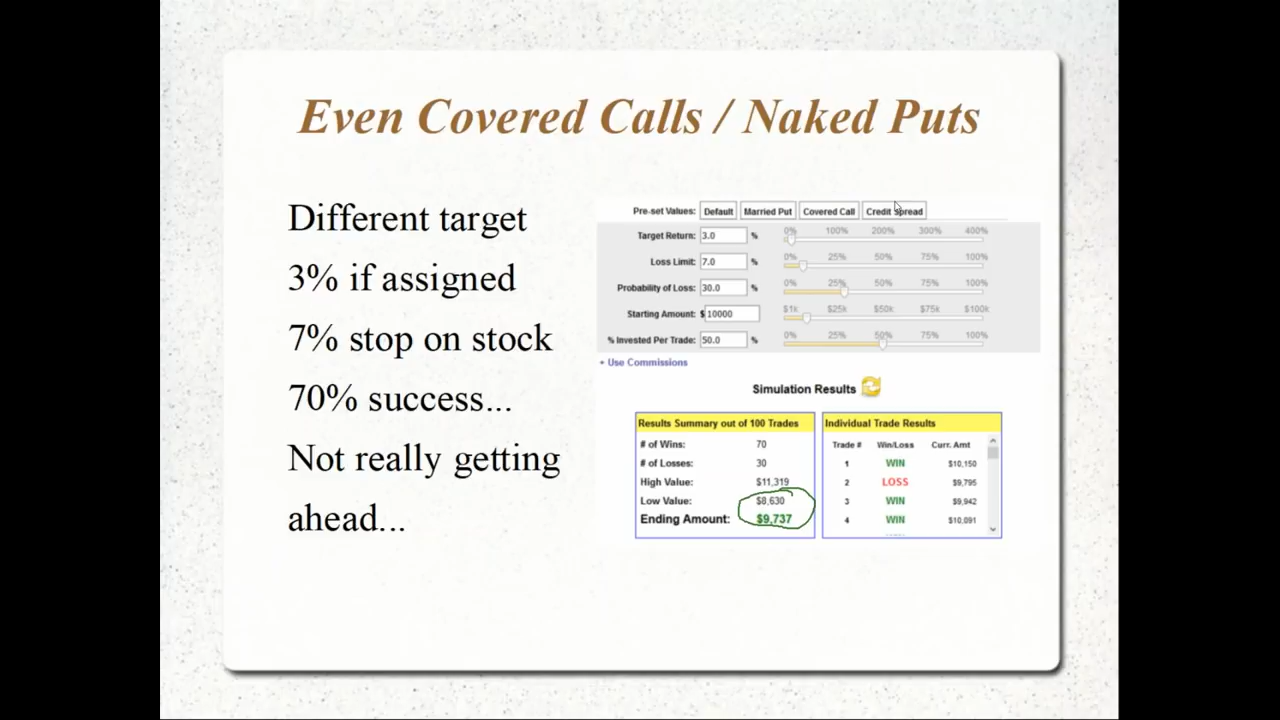 Even Covered Calls / Naked Puts
Different target
3% if assigned
7% stop on stock
70% success...
Not really getting
ahead...
Pre-set Values: Default Married Put Covered Call Credit Spread
Target Return: 3.0 % 0% 100% 200% 300% 400%
Loss Limit: 7.0 % 0% 25% 50% 75% 100%
Probability of Loss: 30.0 % 0% 25% 50% 75% 100%
Starting Amount: $ 10000 $1k $25k $50k $75k $100k
% Invested Per Trade: 50.0 % 0% 25% 50% 75% 100%
+ Use Commissions
Simulation Results
Results Summary out of 100 Trades
# of Wins: 70
# of Losses: 30
High Value: $11,319
Low Value: $8,630
Ending Amount: $9,737
Individual Trade Results
Trade # Win/Loss Curr. Amt
1 WIN $10,150
2 LOSS $9,795
3 WIN $9,942
4 WIN $10,091